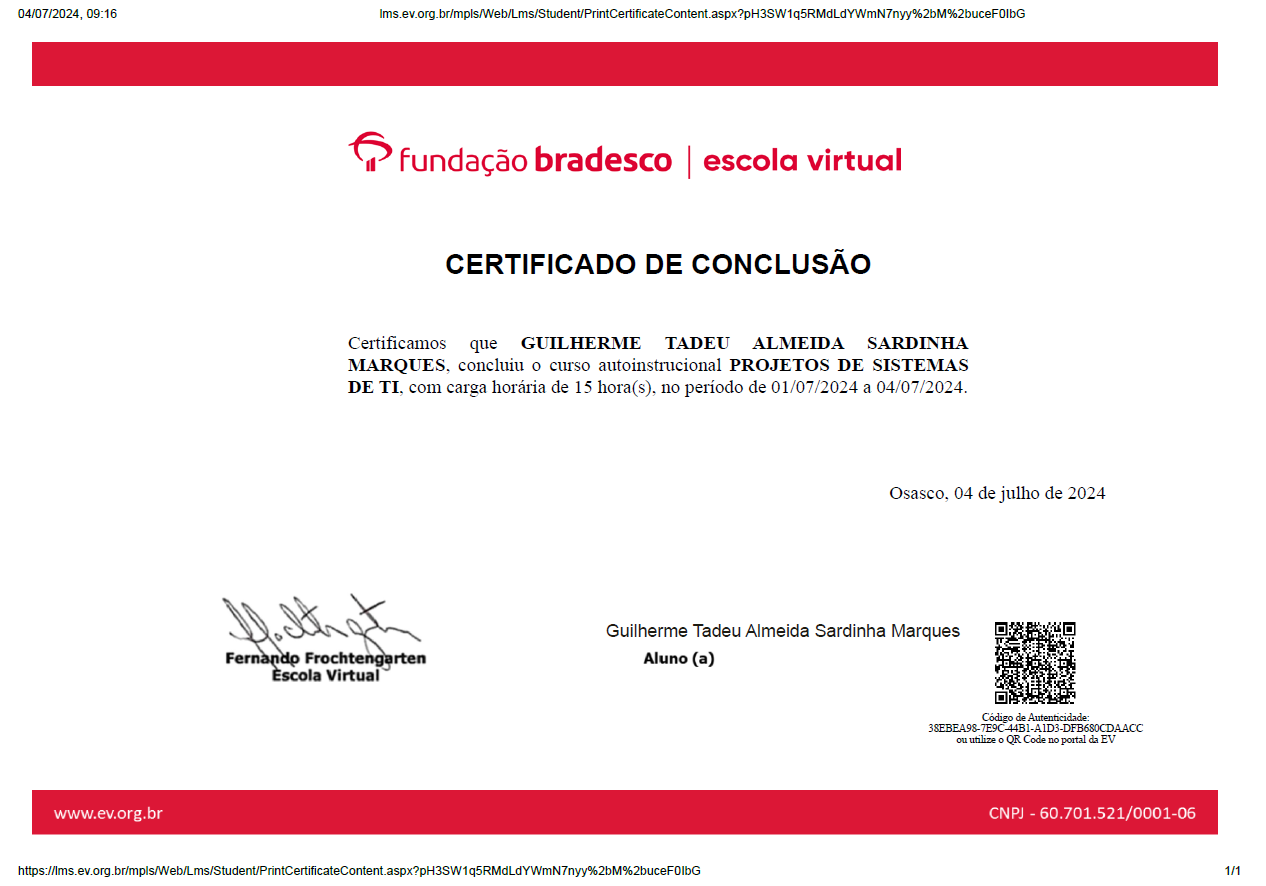 04/07/2024, 09:16 lms.ev.org.br/mpls/Web/Lms/Student/PrintCertificateContent.aspx?pH3SW1q5RMdLdYWmN7nyy%2bM%2buceF0IbG
fundação bradesco | escola virtual
CERTIFICADO DE CONCLUSÃO
Certificamos que GUILHERME TADEU ALMEIDA SARDINHA
MARQUES, concluiu o curso autoinstrucional PROJETOS DE SISTEMAS
DE TI, com carga horária de 15 hora(s), no período de 01/07/2024 a 04/07/2024.
Osasco, 04 de julho de 2024
Fernando Frochtengarten
Escola Virtual
Guilherme Tadeu Almeida Sardinha Marques
Aluno (a)
Código de Autenticidade:
38EBEA98-7E9C-44B1-A1D3-DFB680CDAACC
ou utilize o QR Code no portal da EV
www.ev.org.br CNPJ - 60.701.521/0001-06
https://lms.ev.org.br/mpls/Web/Lms/Student/PrintCertificateContent.aspx?pH3SW1q5RMdLdYWmN7nyy%2bM%2buceF0IbG 1/1